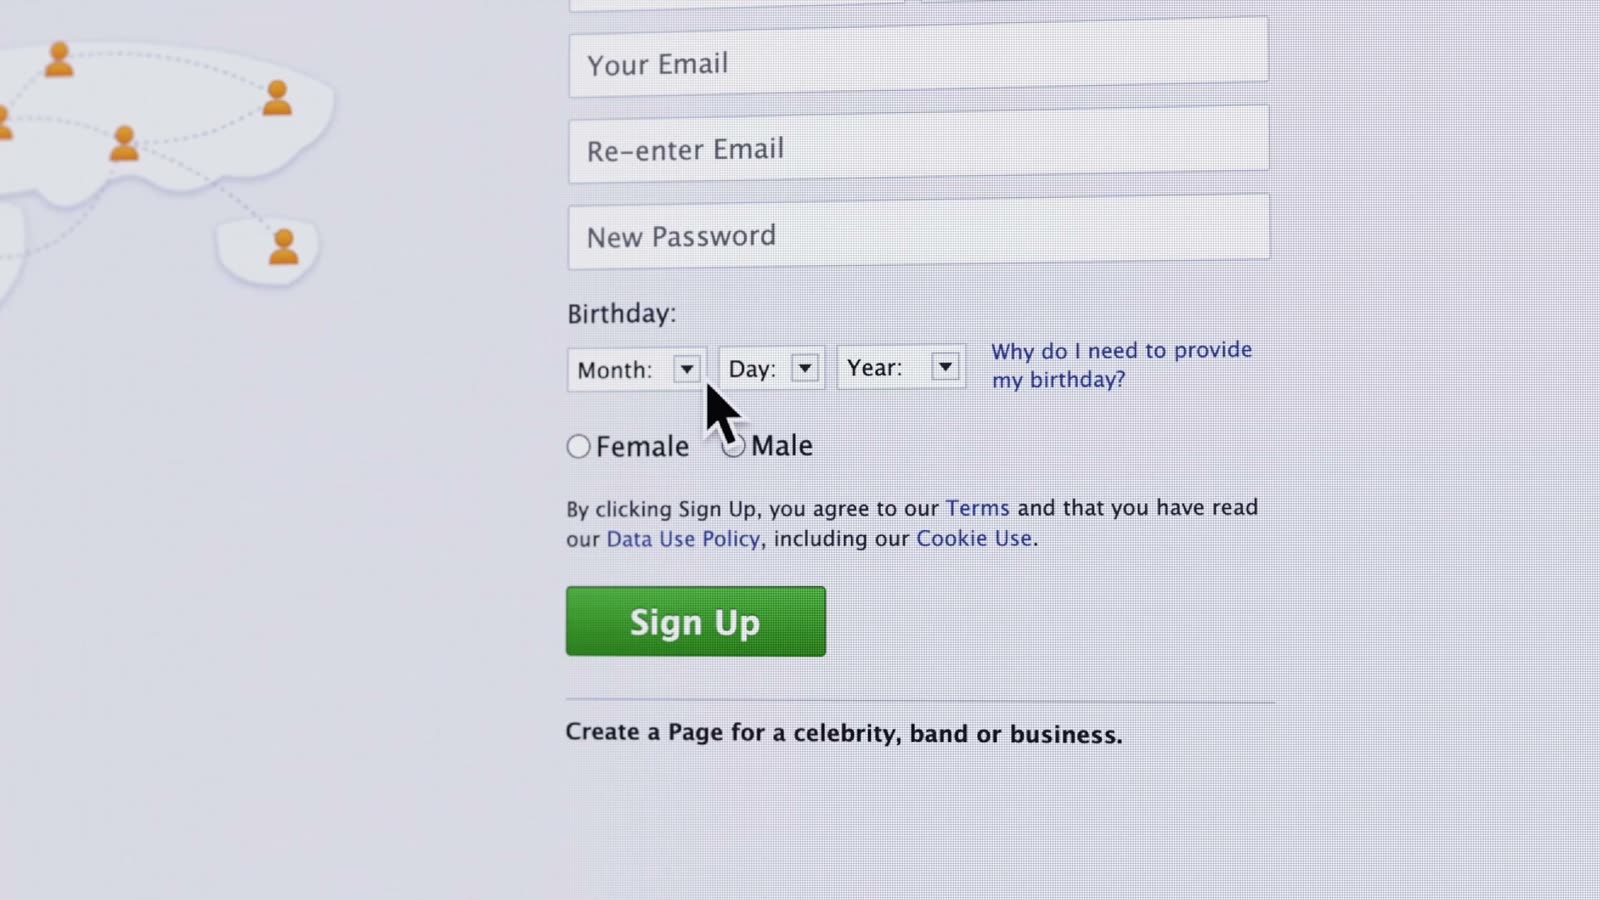 Your Email
Re-enter Email
New Password
Birthday:
Month: Day: Year:
Why do I need to provide
my birthday?
Female Male
By clicking Sign Up, you agree to our Terms and that you have read
our Data Use Policy, including our Cookie Use.
Sign Up
Create a Page for a celebrity, band or business.